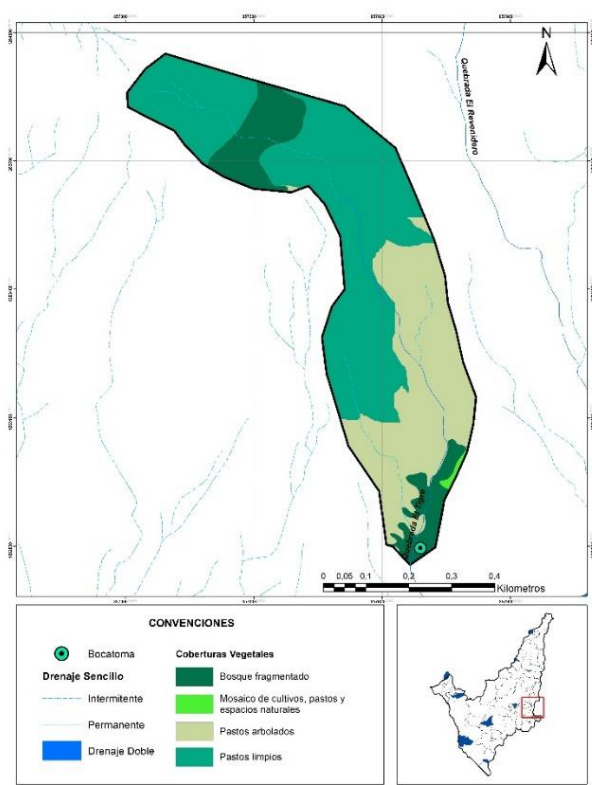 N
Quebrada El Revenidero
0 0,05 0,1 0,2 0,3 0,4
Kilometros
CONVENCIONES
Bocatoma
Drenaje Sencillo
Intermitente
Permanente
Drenaje Doble
Coberturas Vegetales
Bosque fragmentado
Mosaico de cultivos, pastos y
espacios naturales
Pastos arbolados
Pastos limpios